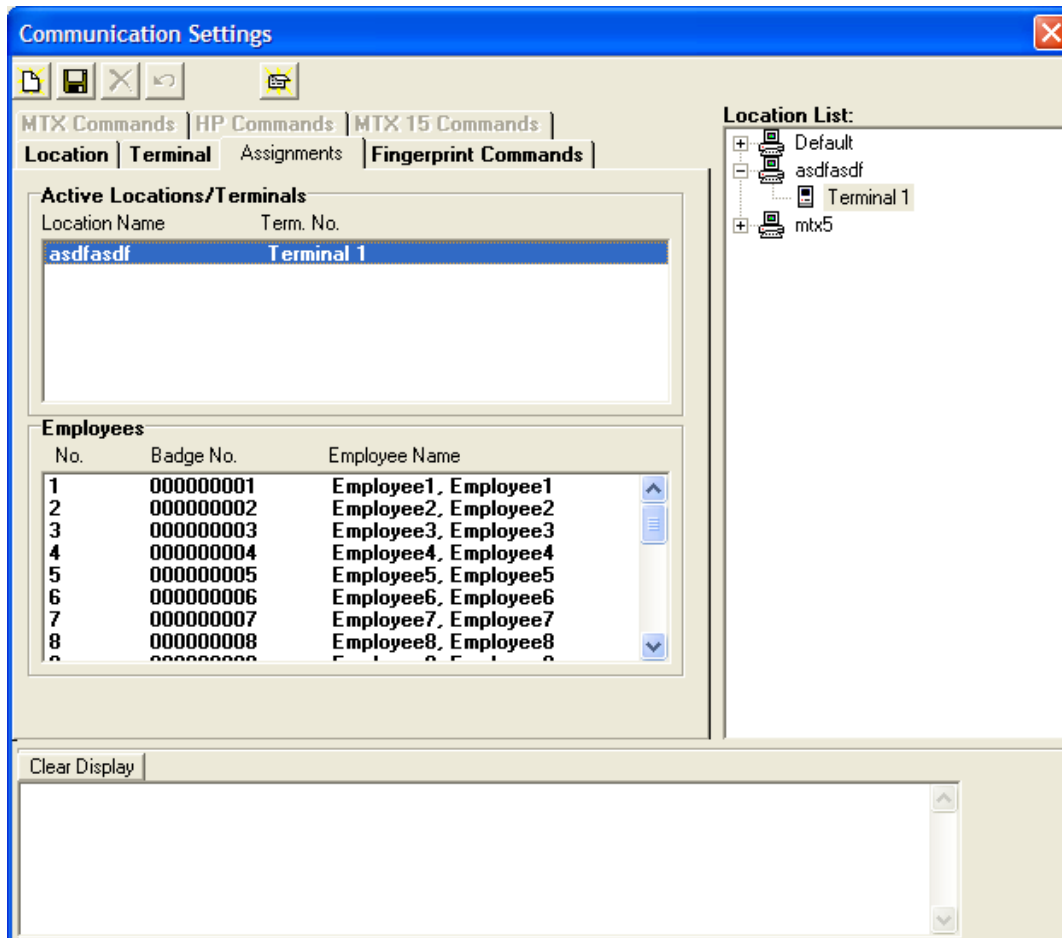 Communication Settings
MTX Commands HP Commands MTX 15 Commands
Location Terminal Assignments Fingerprint Commands
Active Locations/Terminals
Location Name Term. No.
asdfasdf Terminal 1
Employees
No. Badge No. Employee Name
1 000000001 Employee1, Employee1
2 000000002 Employee2, Employee2
3 000000003 Employee3, Employee3
4 000000004 Employee4, Employee4
5 000000005 Employee5, Employee5
6 000000006 Employee6, Employee6
7 000000007 Employee7, Employee7
8 000000008 Employee8, Employee8
Location List:
Default
asdfasdf
Terminal 1
mtx5
Clear Display